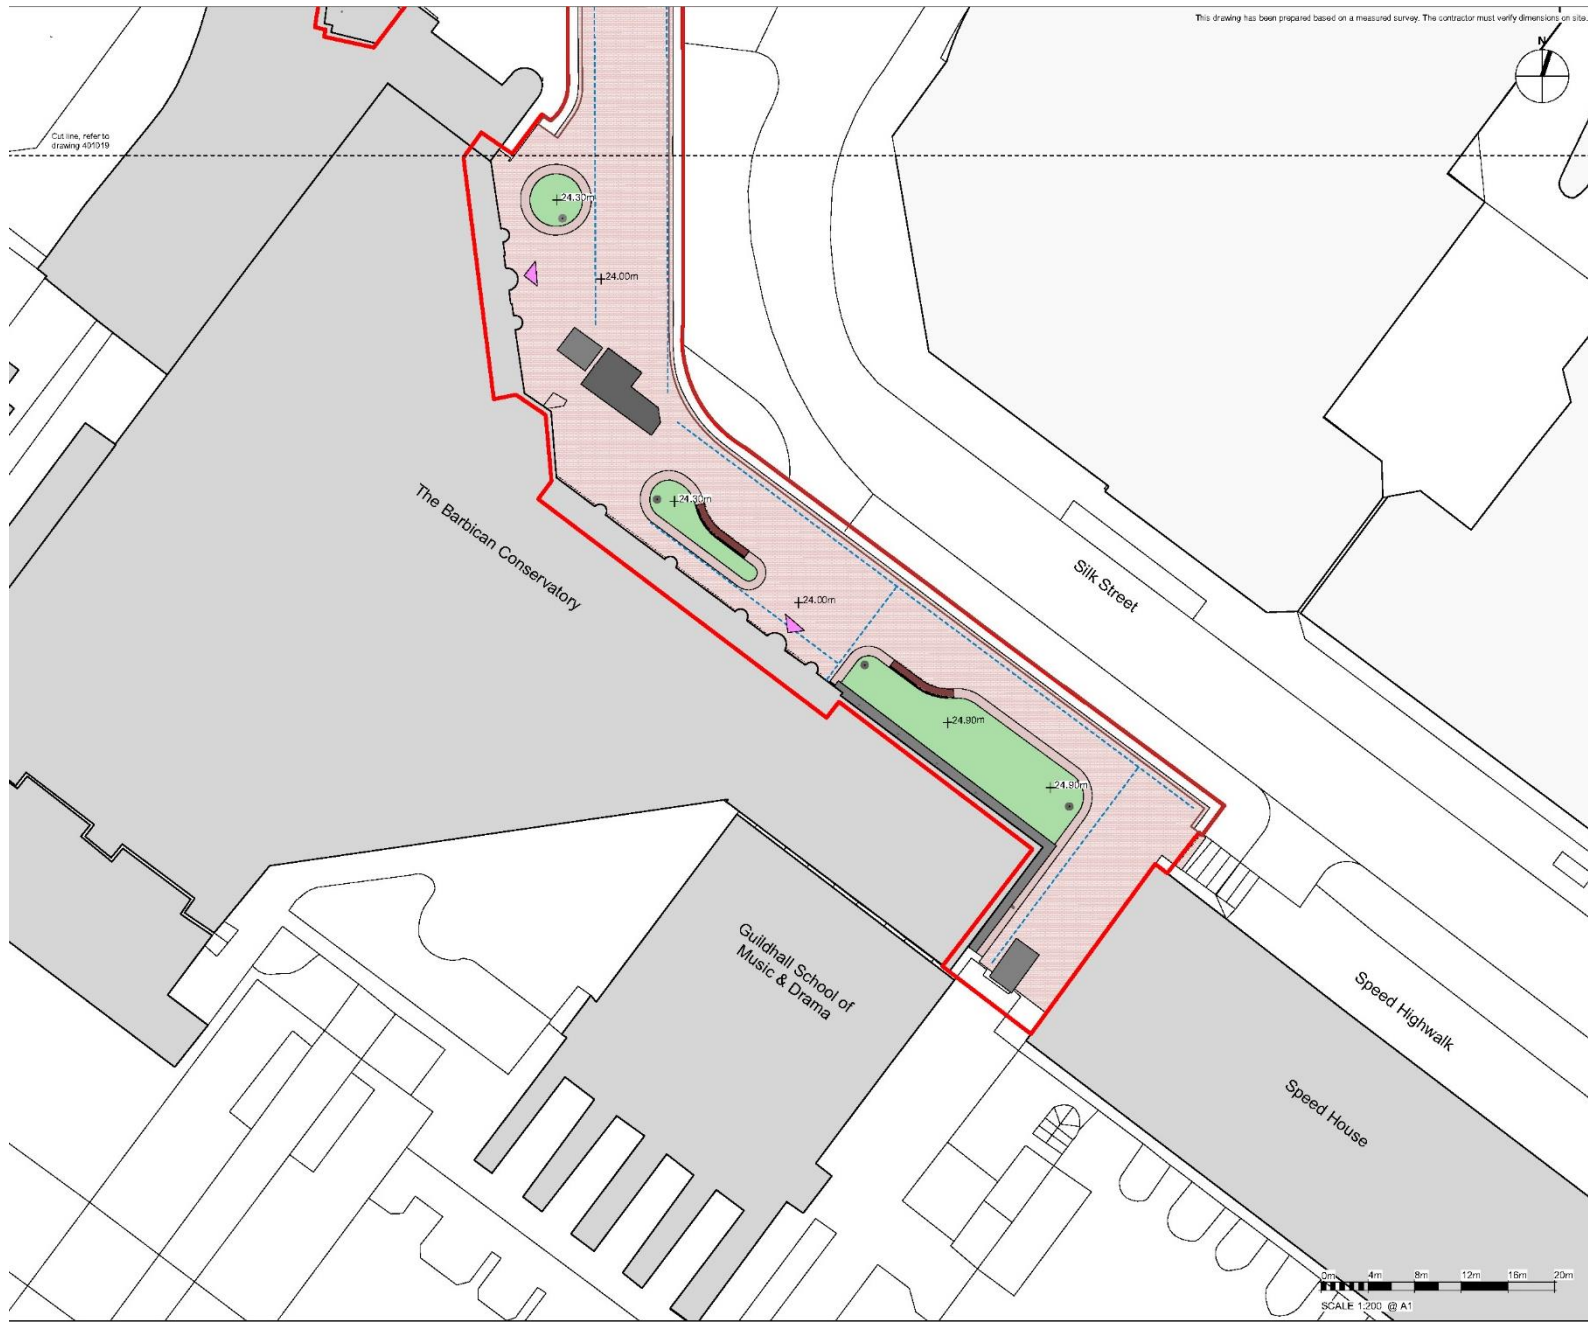 This drawing has been prepared based on a measured survey. The contractor must verify dimensions on site.
N
Cut line, refer to
drawing 401019
24.30m
24.00m
24.30m
The Barbican Conservatory
Silk Street
24.00m
24.90m
24.90m
Guildhall School of
Music & Drama
Speed Highwalk
Speed House
0m 4m 8m 12m 16m 20m
SCALE 1:200 @ A1